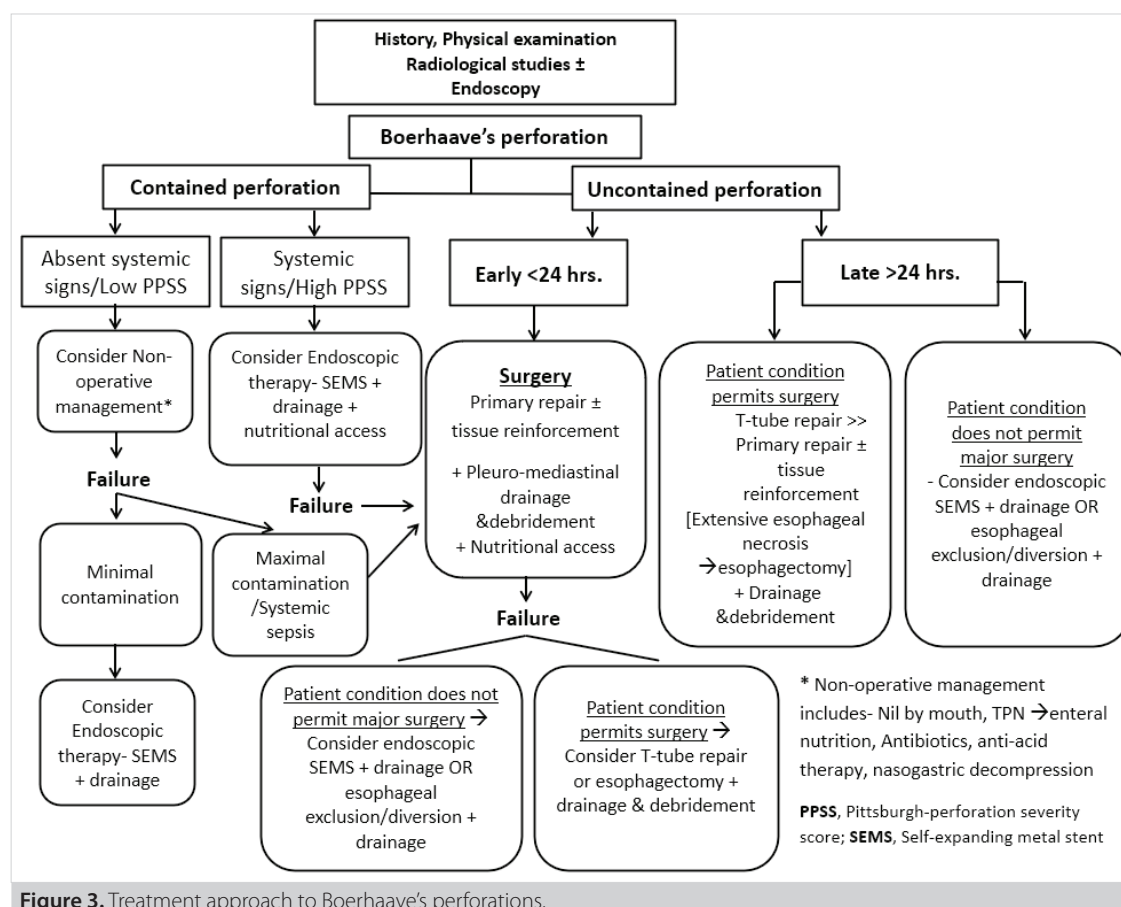 History, Physical examination
Radiological studies ±
Endoscopy
Boerhaave's perforation
Contained perforation
Uncontained perforation
Absent systemic
signs/Low PPSS
Systemic
signs/High PPSS
Early <24 hrs.
Late >24 hrs.
Consider Non-
operative
management*
Consider Endoscopic
therapy- SEMS +
drainage +
nutritional access
Surgery
Primary repair ±
tissue reinforcement
+ Pleuro-mediastinal
drainage
&debridement
+ Nutritional access
Patient condition
permits surgery
T-tube repair >>
Primary repair ±
tissue
reinforcement
[Extensive esophageal
necrosis
→esophagectomy]
+ Drainage
&debridement
Patient condition
does not permit
major surgery
- Consider endoscopic
SEMS + drainage OR
esophageal
exclusion/diversion +
drainage
Failure
Failure
Minimal
contamination
Maximal
contamination
/Systemic
sepsis
Failure
Consider
Endoscopic
therapy- SEMS
+ drainage
Patient condition does not
permit major surgery →
Consider endoscopic
SEMS + drainage OR
esophageal
exclusion/diversion +
drainage
Patient condition
permits surgery →
Consider T-tube repair
or esophagectomy +
drainage & debridement
* Non-operative management
includes- Nil by mouth, TPN →enteral
nutrition, Antibiotics, anti-acid
therapy, nasogastric decompression
PPSS, Pittsburgh-perforation severity
score; SEMS, Self-expanding metal stent
Figure 3. Treatment approach to Boerhaave's perforations.